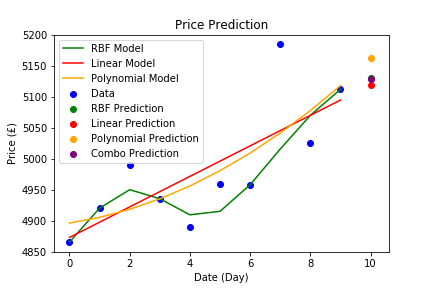 Price Prediction
5200
5150
5100
5050
5000
4950
4900
4850
Price (£)
RBF Model
Linear Model
Polynomial Model
Data
RBF Prediction
Linear Prediction
Polynomial Prediction
Combo Prediction
0 2 4 6 8 10
Date (Day)